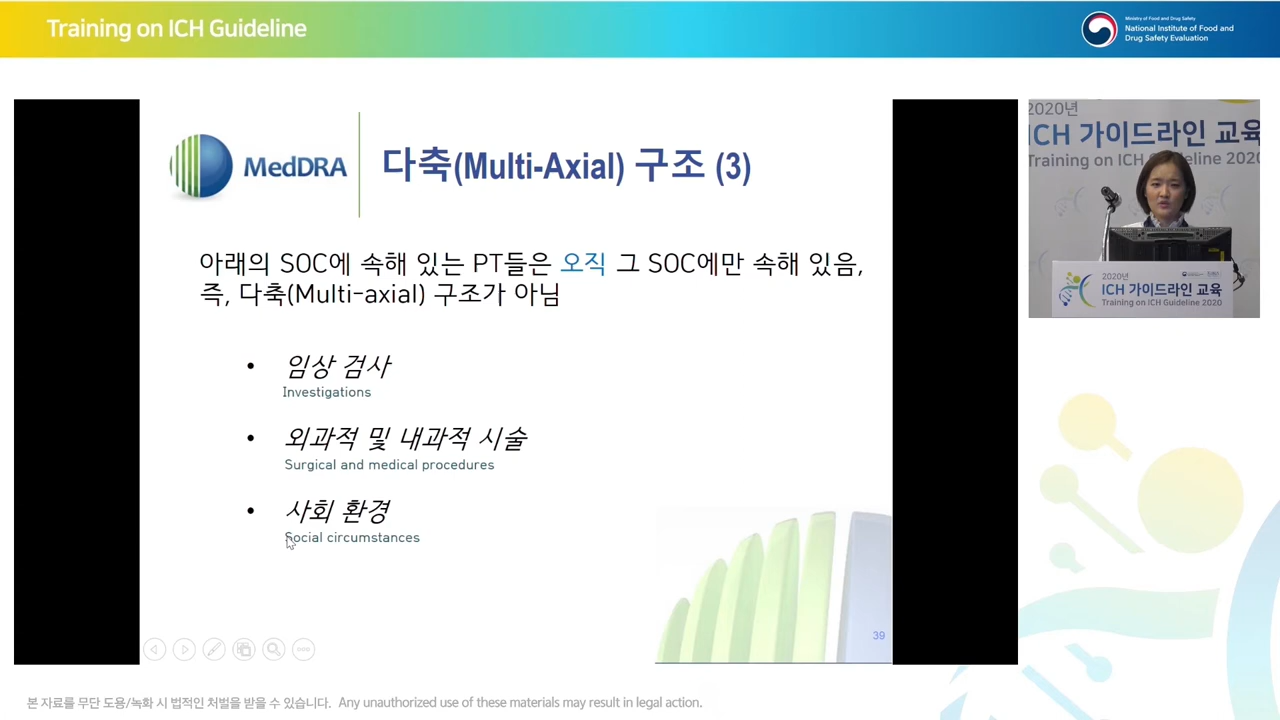 Training on ICH Guideline
Ministry of Food and Drug Safety
National Institute of Food and
Drug Safety Evaluation
MedDRA
다축(Multi-Axial) 구조 (3)
아래의 SOC에 속해 있는 PT들은 오직 그 SOC에만 속해 있음,
즉, 다축(Multi-axial) 구조가 아님
• 임상 검사
Investigations
• 외과적 및 내과적 시술
Surgical and medical procedures
• 사회 환경
Social circumstances
39
2020년
ICH 가이드라인 교육
Training on ICH Guideline 2020
2020년
ICH 가이드라인 교육
Training on ICH Guideline 2020
본 자료를 무단 도용/녹화 시 법적인 처벌을 받을 수 있습니다. Any unauthorized use of these materials may result in legal action.